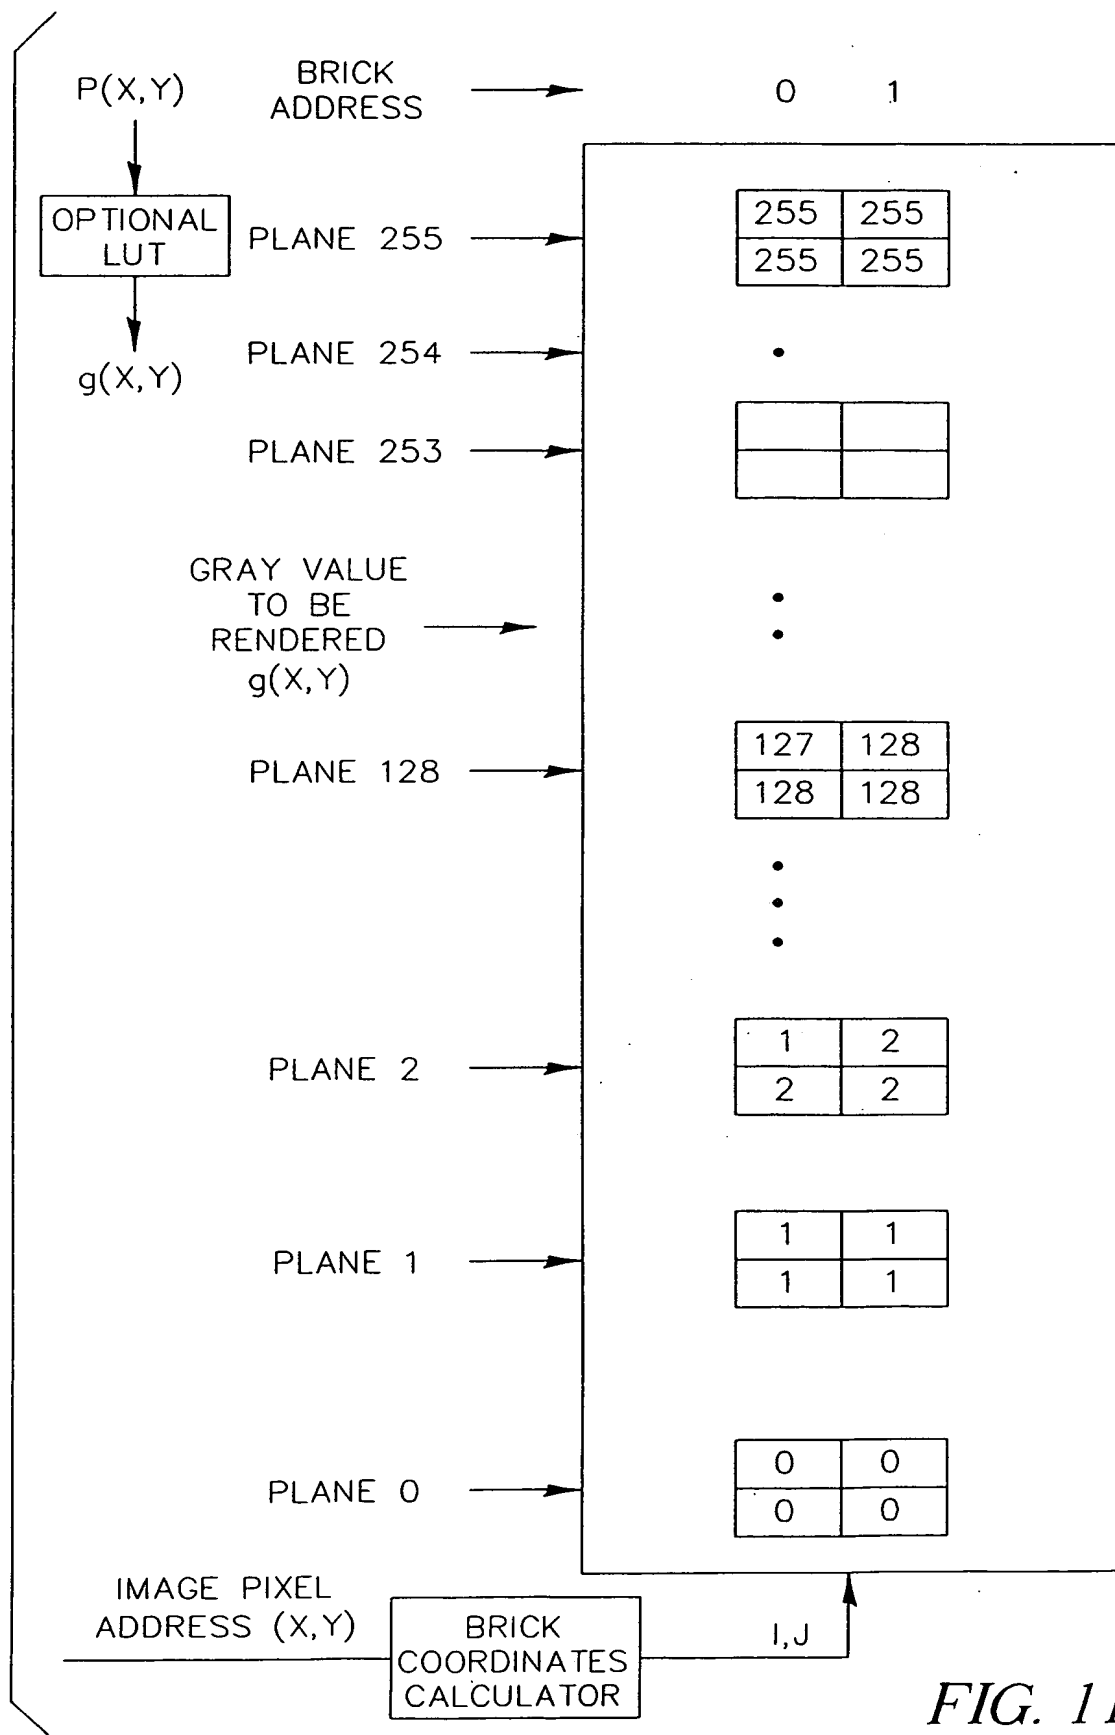 P(X,Y)
OPTIONAL
LUT
g(X,Y)
BRICK
ADDRESS
0 1
PLANE 255
255 255
255 255
PLANE 254
PLANE 253
GRAY VALUE
TO BE
RENDERED
g(X,Y)
PLANE 128
127 128
128 128
PLANE 2
1 2
2 2
PLANE 1
1 1
1 1
PLANE 0
0 0
0 0
IMAGE PIXEL
ADDRESS (X,Y)
BRICK
COORDINATES
CALCULATOR
I,J
FIG. 11